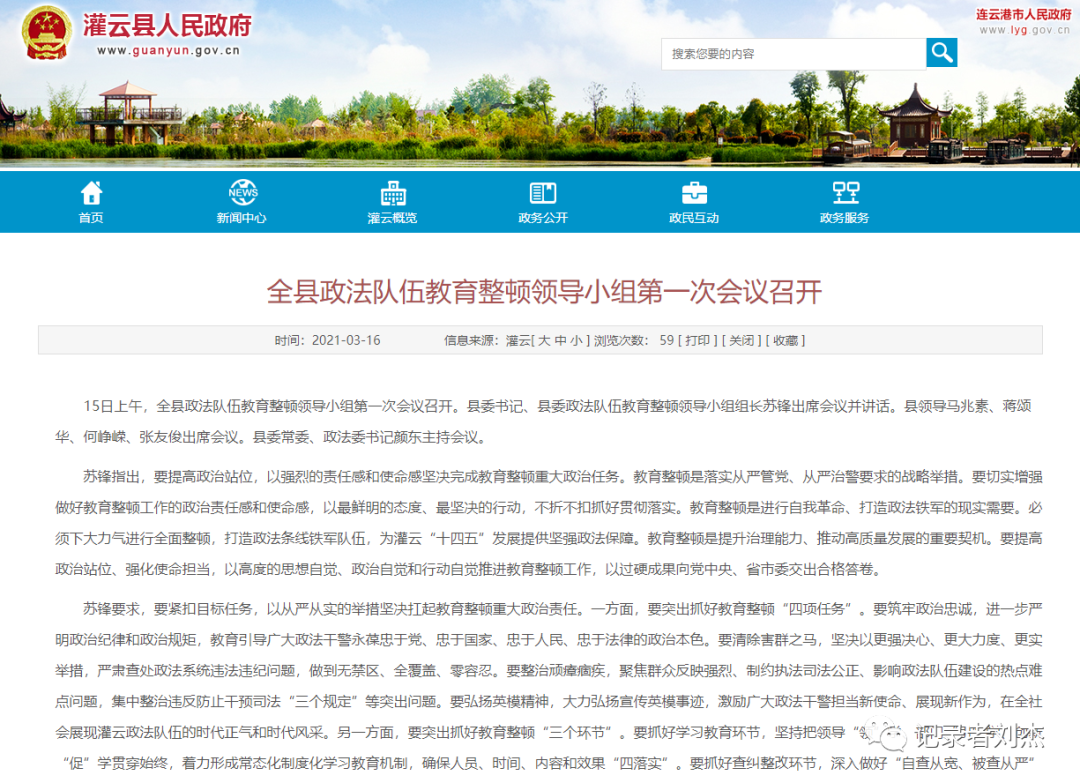 灌云县人民政府
www.guanyun.gov.cn
连云港市人民政府
www.lyg.gov.cn
搜索您要的内容
首页
NEWS
新闻中心
灌云概览
政务公开
政民互动
政务服务
全县政法队伍教育整顿领导小组第一次会议召开
时间：2021-03-16 信息来源：灌云[ 大 中 小 ] 浏览次数： 59 [ 打印 ] [ 关闭 ] [ 收藏 ]
15日上午，全县政法队伍教育整顿领导小组第一次会议召开。县委书记、县委政法队伍教育整顿领导小组组长苏锋出席会议并讲话。县领导马兆素、蒋颂
华、何峥嵘、张友俊出席会议。县委常委、政法委书记颜东主持会议。
苏锋指出，要提高政治站位，以强烈的责任感和使命感坚决完成教育整顿重大政治任务。教育整顿是落实从严管党、从严治警要求的战略举措。要切实增强
做好教育整顿工作的政治责任感和使命感，以最鲜明的态度、最坚决的行动，不折不扣抓好贯彻落实。教育整顿是进行自我革命、打造政法铁军的现实需要。必
须下大力气进行全面整顿，打造政法条线铁军队伍，为灌云“十四五”发展提供坚强政法保障。教育整顿是提升治理能力、推动高质量发展的重要契机。要提高
政治站位、强化使命担当，以高度的思想自觉、政治自觉和行动自觉推进教育整顿工作，以过硬成果向党中央、省市委交出合格答卷。
苏锋要求，要紧扣目标任务，以从严从实的举措坚决扛起教育整顿重大政治责任。一方面，要突出抓好教育整顿“四项任务”。要筑牢政治忠诚，进一步严
明政治纪律和政治规矩，教育引导广大政法干警永葆忠于党、忠于国家、忠于人民、忠于法律的政治本色。要清除害群之马，坚决以更强决心、更大力度、更实
举措，严肃查处政法系统违法违纪问题，做到无禁区、全覆盖、零容忍。要整治顽瘴痼疾，聚焦群众反映强烈、制约执法司法公正、影响政法队伍建设的热点难
点问题，集中整治违反防止干预司法“三个规定”等突出问题。要弘扬英模精神，大力弘扬宣传英模事迹，激励广大政法干警担当新使命、展现新作为，在全社
会展现灌云政法队伍的时代正气和时代风采。另一方面，要突出抓好教育整顿“三个环节”。要抓好学习教育环节，坚持把领导“
“促”学贯穿始终，着力形成常态化制度化学习教育机制，确保人员、时间、内容和效果“四落实”。要抓好查纠整改环节，深入做好“自查从宽、被查从严”
记录者刘杰